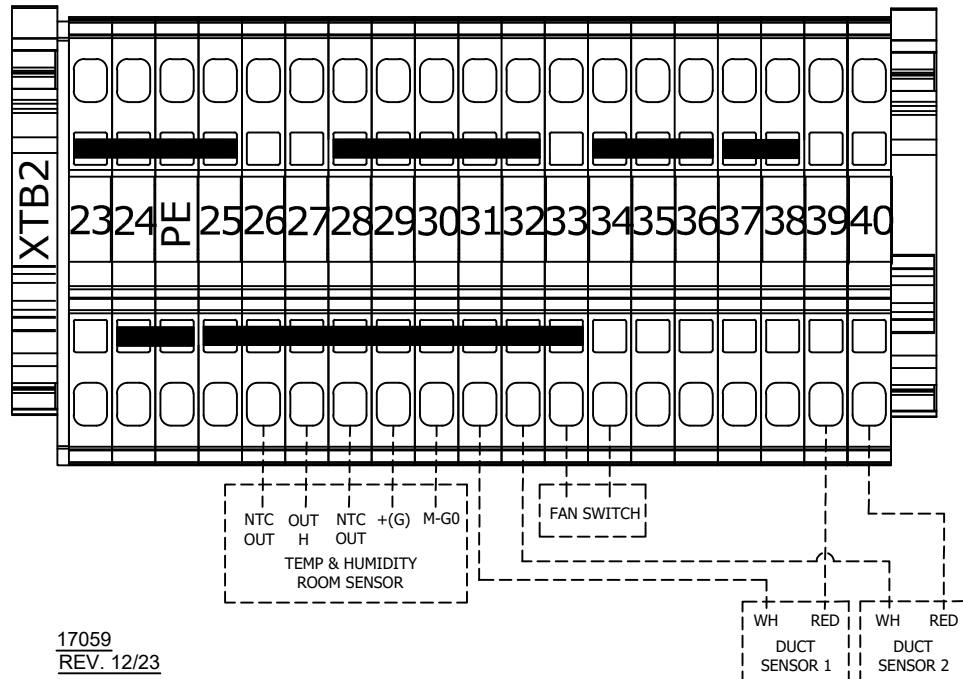 XTB2
23 24 PE 25 26 27 28 29 30 31 32 33 34 35 36 37 38 39 40
NTC OUT NTC +(G) M-G0
OUT H OUT
TEMP & HUMIDITY
ROOM SENSOR
FAN SWITCH
WH RED WH RED
DUCT DUCT
SENSOR 1 SENSOR 2
17059
REV. 12/23